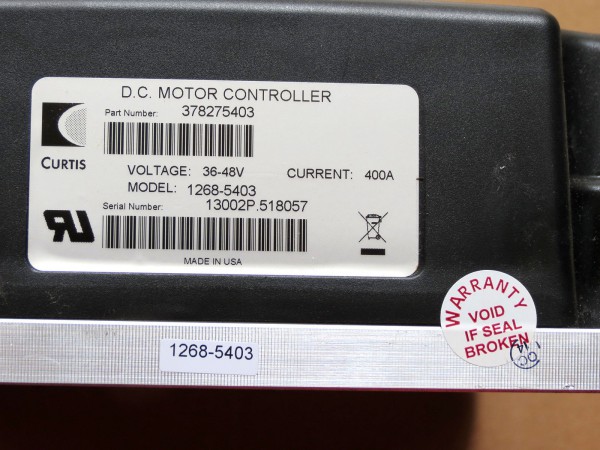 D.C. MOTOR CONTROLLER
Part Number: 378275403
CURTIS
VOLTAGE: 36-48V CURRENT: 400A
MODEL: 1268-5403
Serial Number: 13002P.518057
MADE IN USA
WARRANTY
VOID
IF SEAL
BROKEN
1268-5403